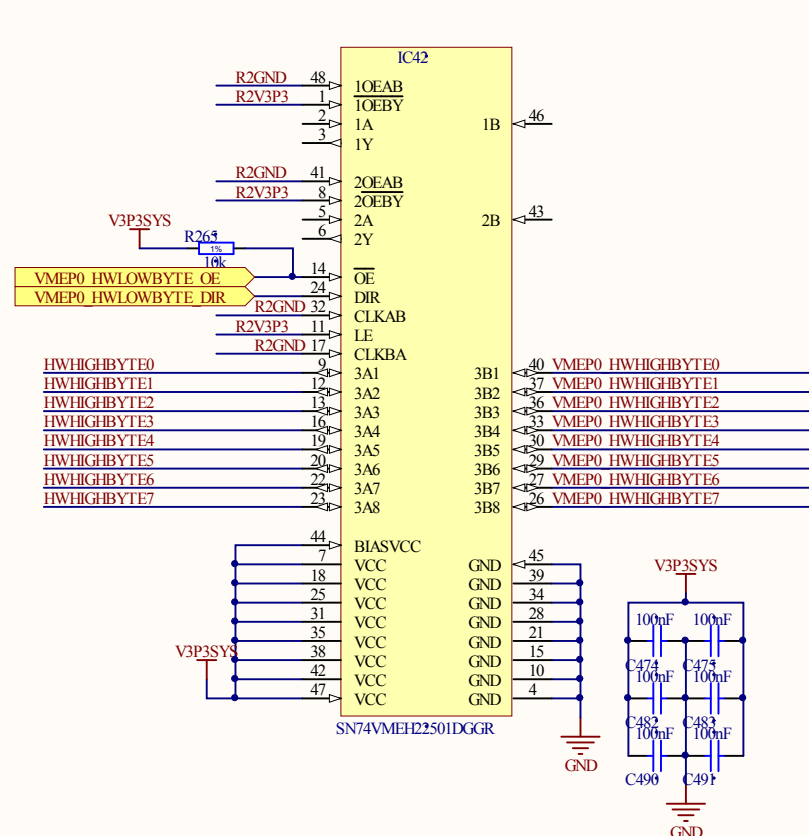 IC42
R2GND 48 1OEAB
R2V3P3 1 1OEBY
2 1A 1B 46
3 1Y
R2GND 41 2OEAB
R2V3P3 8 2OEBY
5 2A 2B 43
6 2Y
V3P3SYS
R265
1%
10k
VMEP0_HWLOWBYTE_OE 14 OE
VMEP0_HWLOWBYTE_DIR 24 DIR
R2GND 32 CLKAB
R2V3P3 11 LE
R2GND 17 CLKBA
HWHIGHBYTE0 9 3A1 3B1 40 VMEP0_HWHIGHBYTE0
HWHIGHBYTE1 12 3A2 3B2 37 VMEP0_HWHIGHBYTE1
HWHIGHBYTE2 13 3A3 3B3 36 VMEP0_HWHIGHBYTE2
HWHIGHBYTE3 16 3A4 3B4 33 VMEP0_HWHIGHBYTE3
HWHIGHBYTE4 19 3A5 3B5 30 VMEP0_HWHIGHBYTE4
HWHIGHBYTE5 20 3A6 3B6 29 VMEP0_HWHIGHBYTE5
HWHIGHBYTE6 22 3A7 3B7 27 VMEP0_HWHIGHBYTE6
HWHIGHBYTE7 23 3A8 3B8 26 VMEP0_HWHIGHBYTE7
44 BIASVCC
7 VCC GND 45
18 VCC GND 39
25 VCC GND 34
31 VCC GND 28
35 VCC GND 21
V3P3SYS 38 VCC GND 15
42 VCC GND 10
47 VCC GND 4
SN74VMEH22501DGGR
GND
V3P3SYS
100nF 100nF
C474 C475
100nF 100nF
C482 C483
100nF 100nF
C490 C491
GND